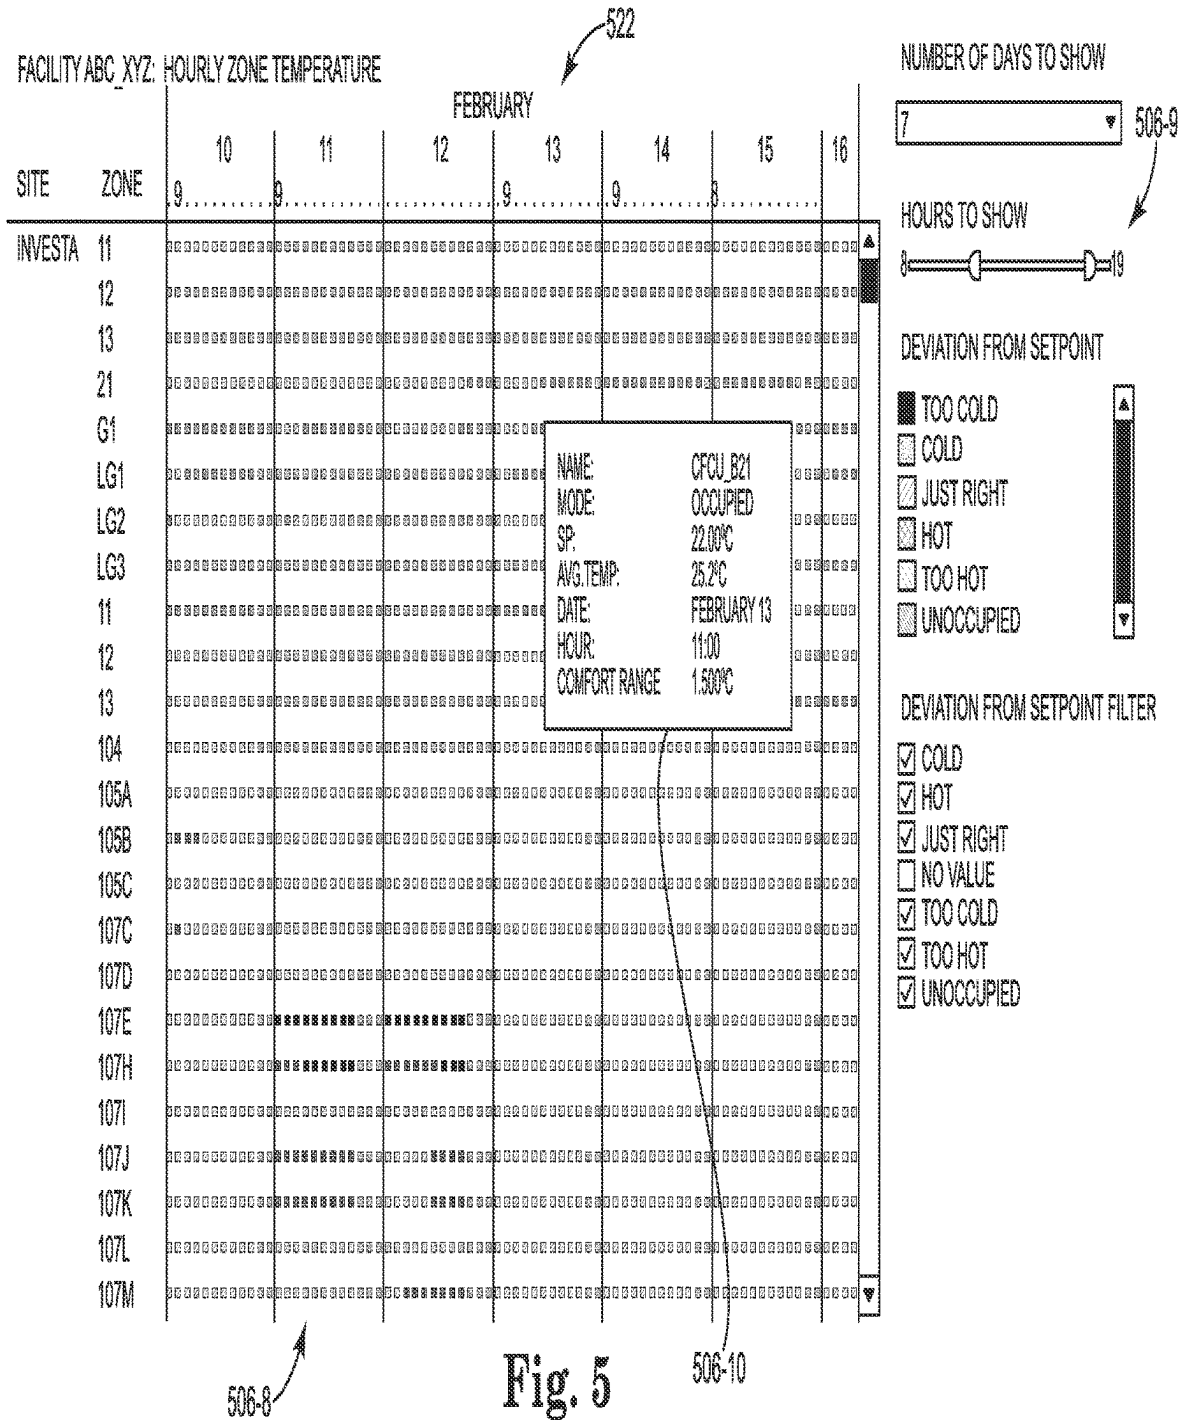 522
FACILITY ABC_XYZ: HOURLY ZONE TEMPERATURE
FEBRUARY
10 11 12 13 14 15 16
SITE ZONE
9 9 9 9 8
INVESTA 11
12
13
21
G1
LG1
LG2
LG3
11
12
13
104
105A
105B
105C
107C
107D
107E
107H
107I
107J
107K
107L
107M
NAME: CFCU_B21
MODE: OCCUPIED
SP: 22.00°C
AVG.TEMP: 25.2°C
DATE: FEBRUARY 13
HOUR: 11:00
COMFORT RANGE 1.500°C
NUMBER OF DAYS TO SHOW
7
506-9
HOURS TO SHOW
8 19
DEVIATION FROM SETPOINT
TOO COLD
COLD
JUST RIGHT
HOT
TOO HOT
UNOCCUPIED
DEVIATION FROM SETPOINT FILTER
COLD
HOT
JUST RIGHT
NO VALUE
TOO COLD
TOO HOT
UNOCCUPIED
506-8
Fig. 5
506-10